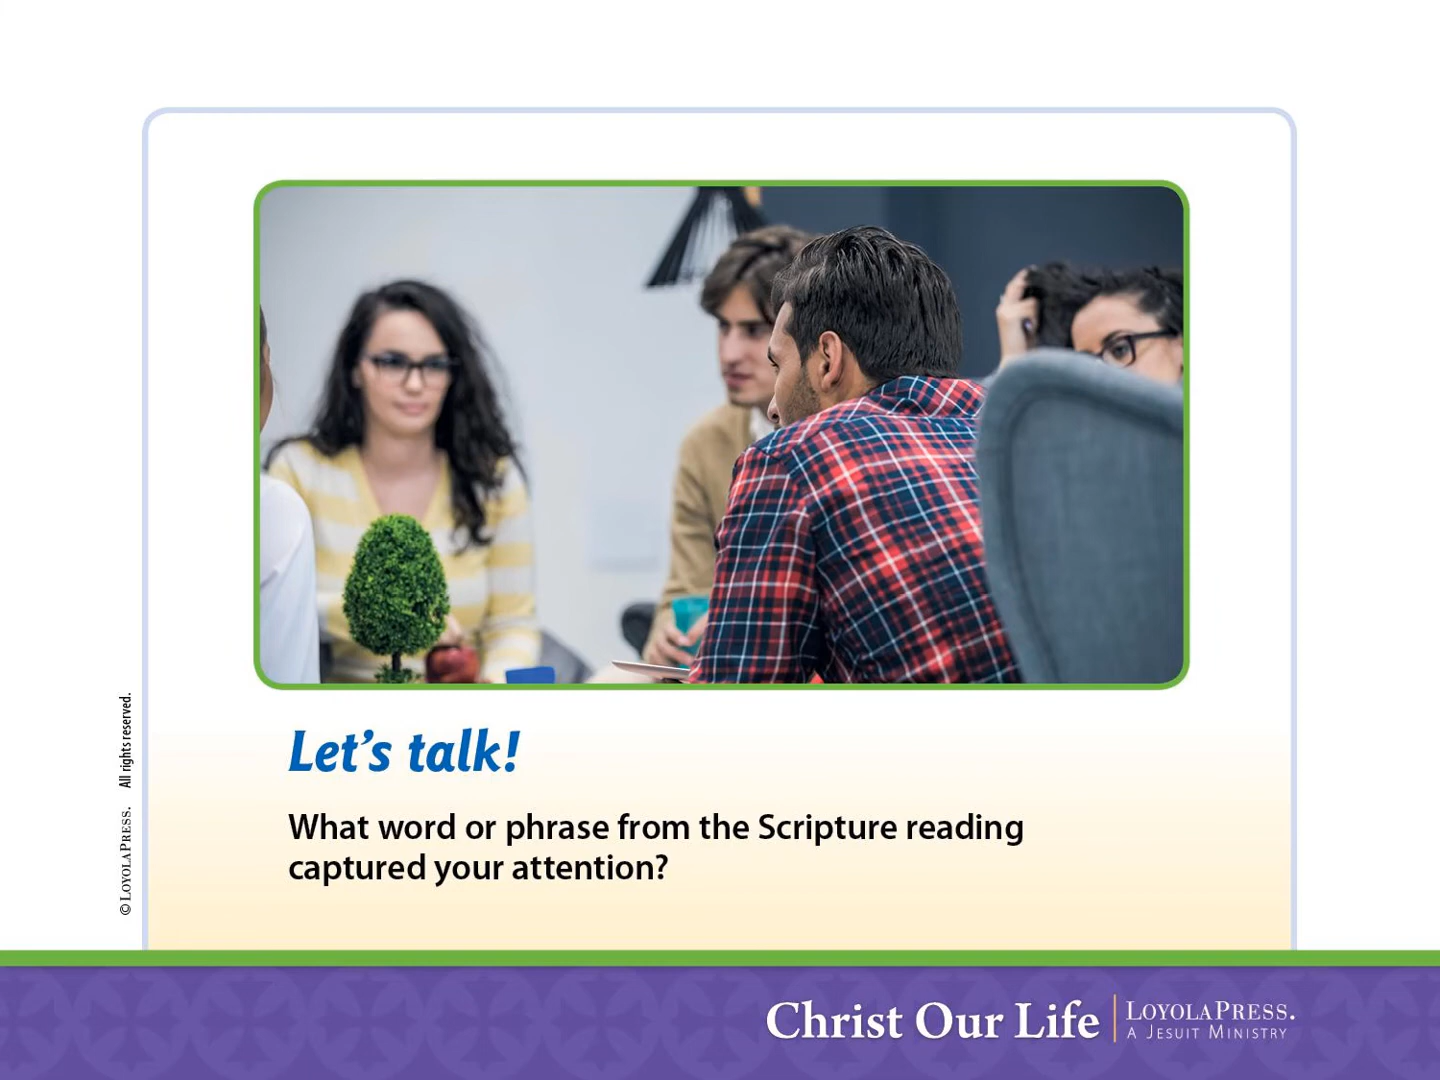 Let's talk!
What word or phrase from the Scripture reading
captured your attention?
© LOYOLAPRESS. All rights reserved.
Christ Our Life
LOYOLAPRESS.
A JESUIT MINISTRY